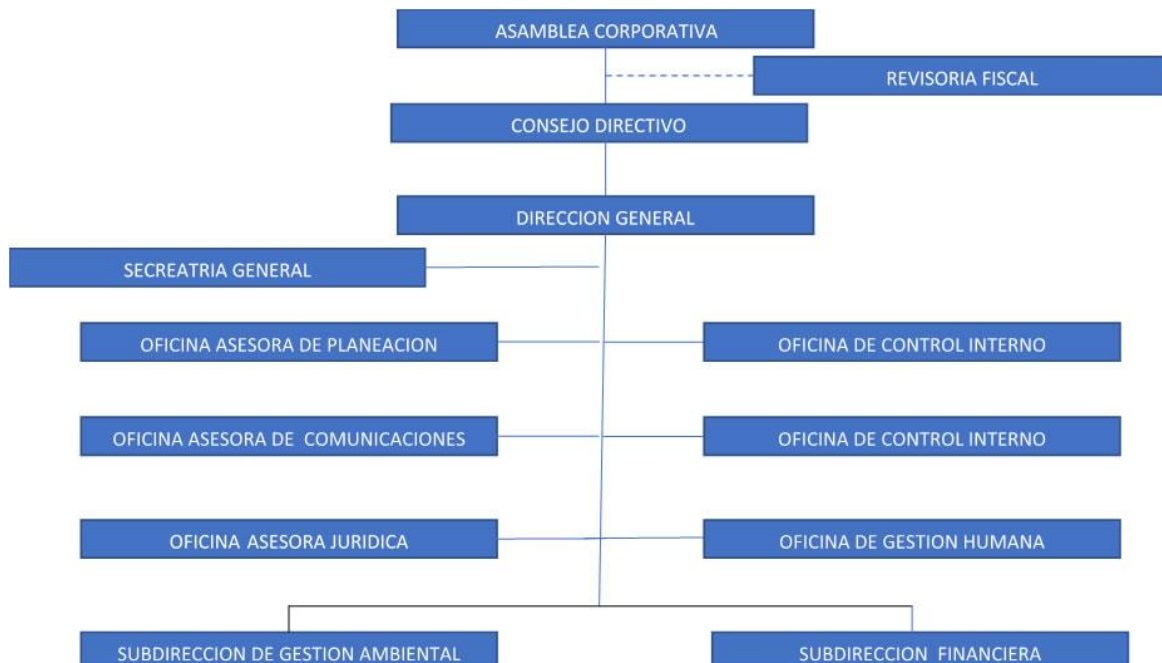 ASAMBLEA CORPORATIVA
REVISORIA FISCAL
CONSEJO DIRECTIVO
DIRECCION GENERAL
SECREATRIA GENERAL
OFICINA ASESORA DE PLANEACION
OFICINA DE CONTROL INTERNO
OFICINA ASESORA DE COMUNICACIONES
OFICINA DE CONTROL INTERNO
OFICINA ASESORA JURIDICA
OFICINA DE GESTION HUMANA
SUBDIRECCION DE GESTION AMBIENTAL
SUBDIRECCION FINANCIERA